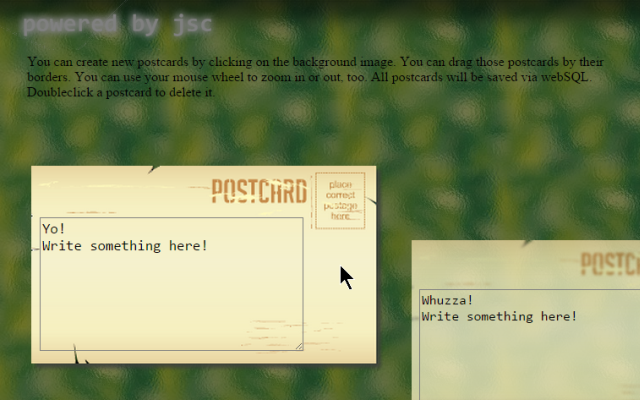 powered by jsc
You can create new postcards by clicking on the background image. You can drag those postcards by their
borders. You can use your mouse wheel to zoom in or out, too. All postcards will be saved via webSQL.
Doubleclick a postcard to delete it.
POSTCARD
place
correct
postage
here
Yo!
Write something here!
POSTC
Whuzza!
Write something here!